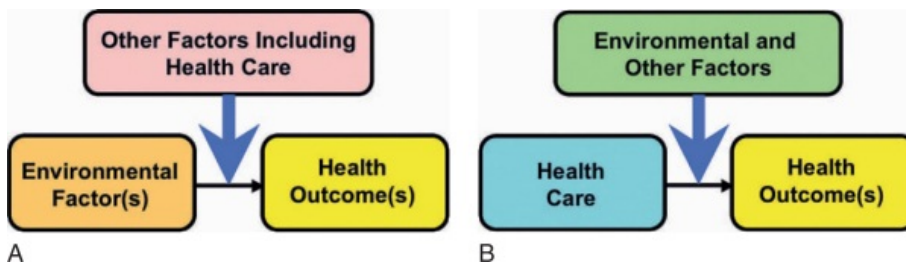 Other Factors Including
Health Care
Environmental
Factor(s)
Health
Outcome(s)
A
Environmental and
Other Factors
Health
Care
Health
Outcome(s)
B